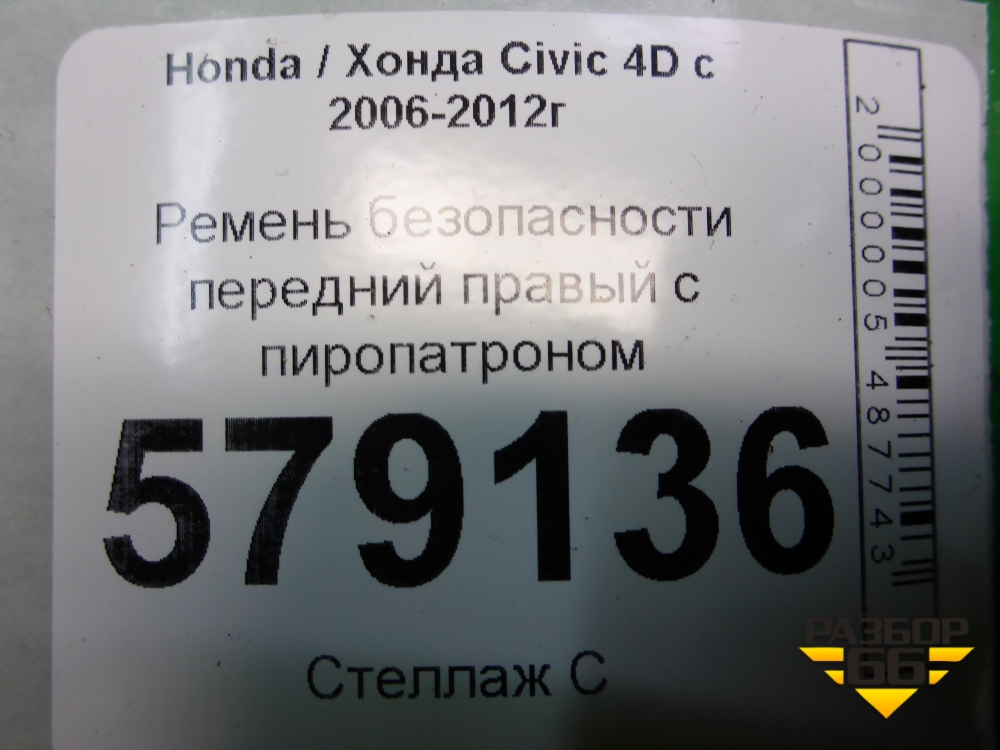 Honda / Хонда Civic 4D с
2006-2012г
Ремень безопасности
передний правый с
пиропатроном
579136
Стеллаж С
2000005487743
РАЗБОР
66